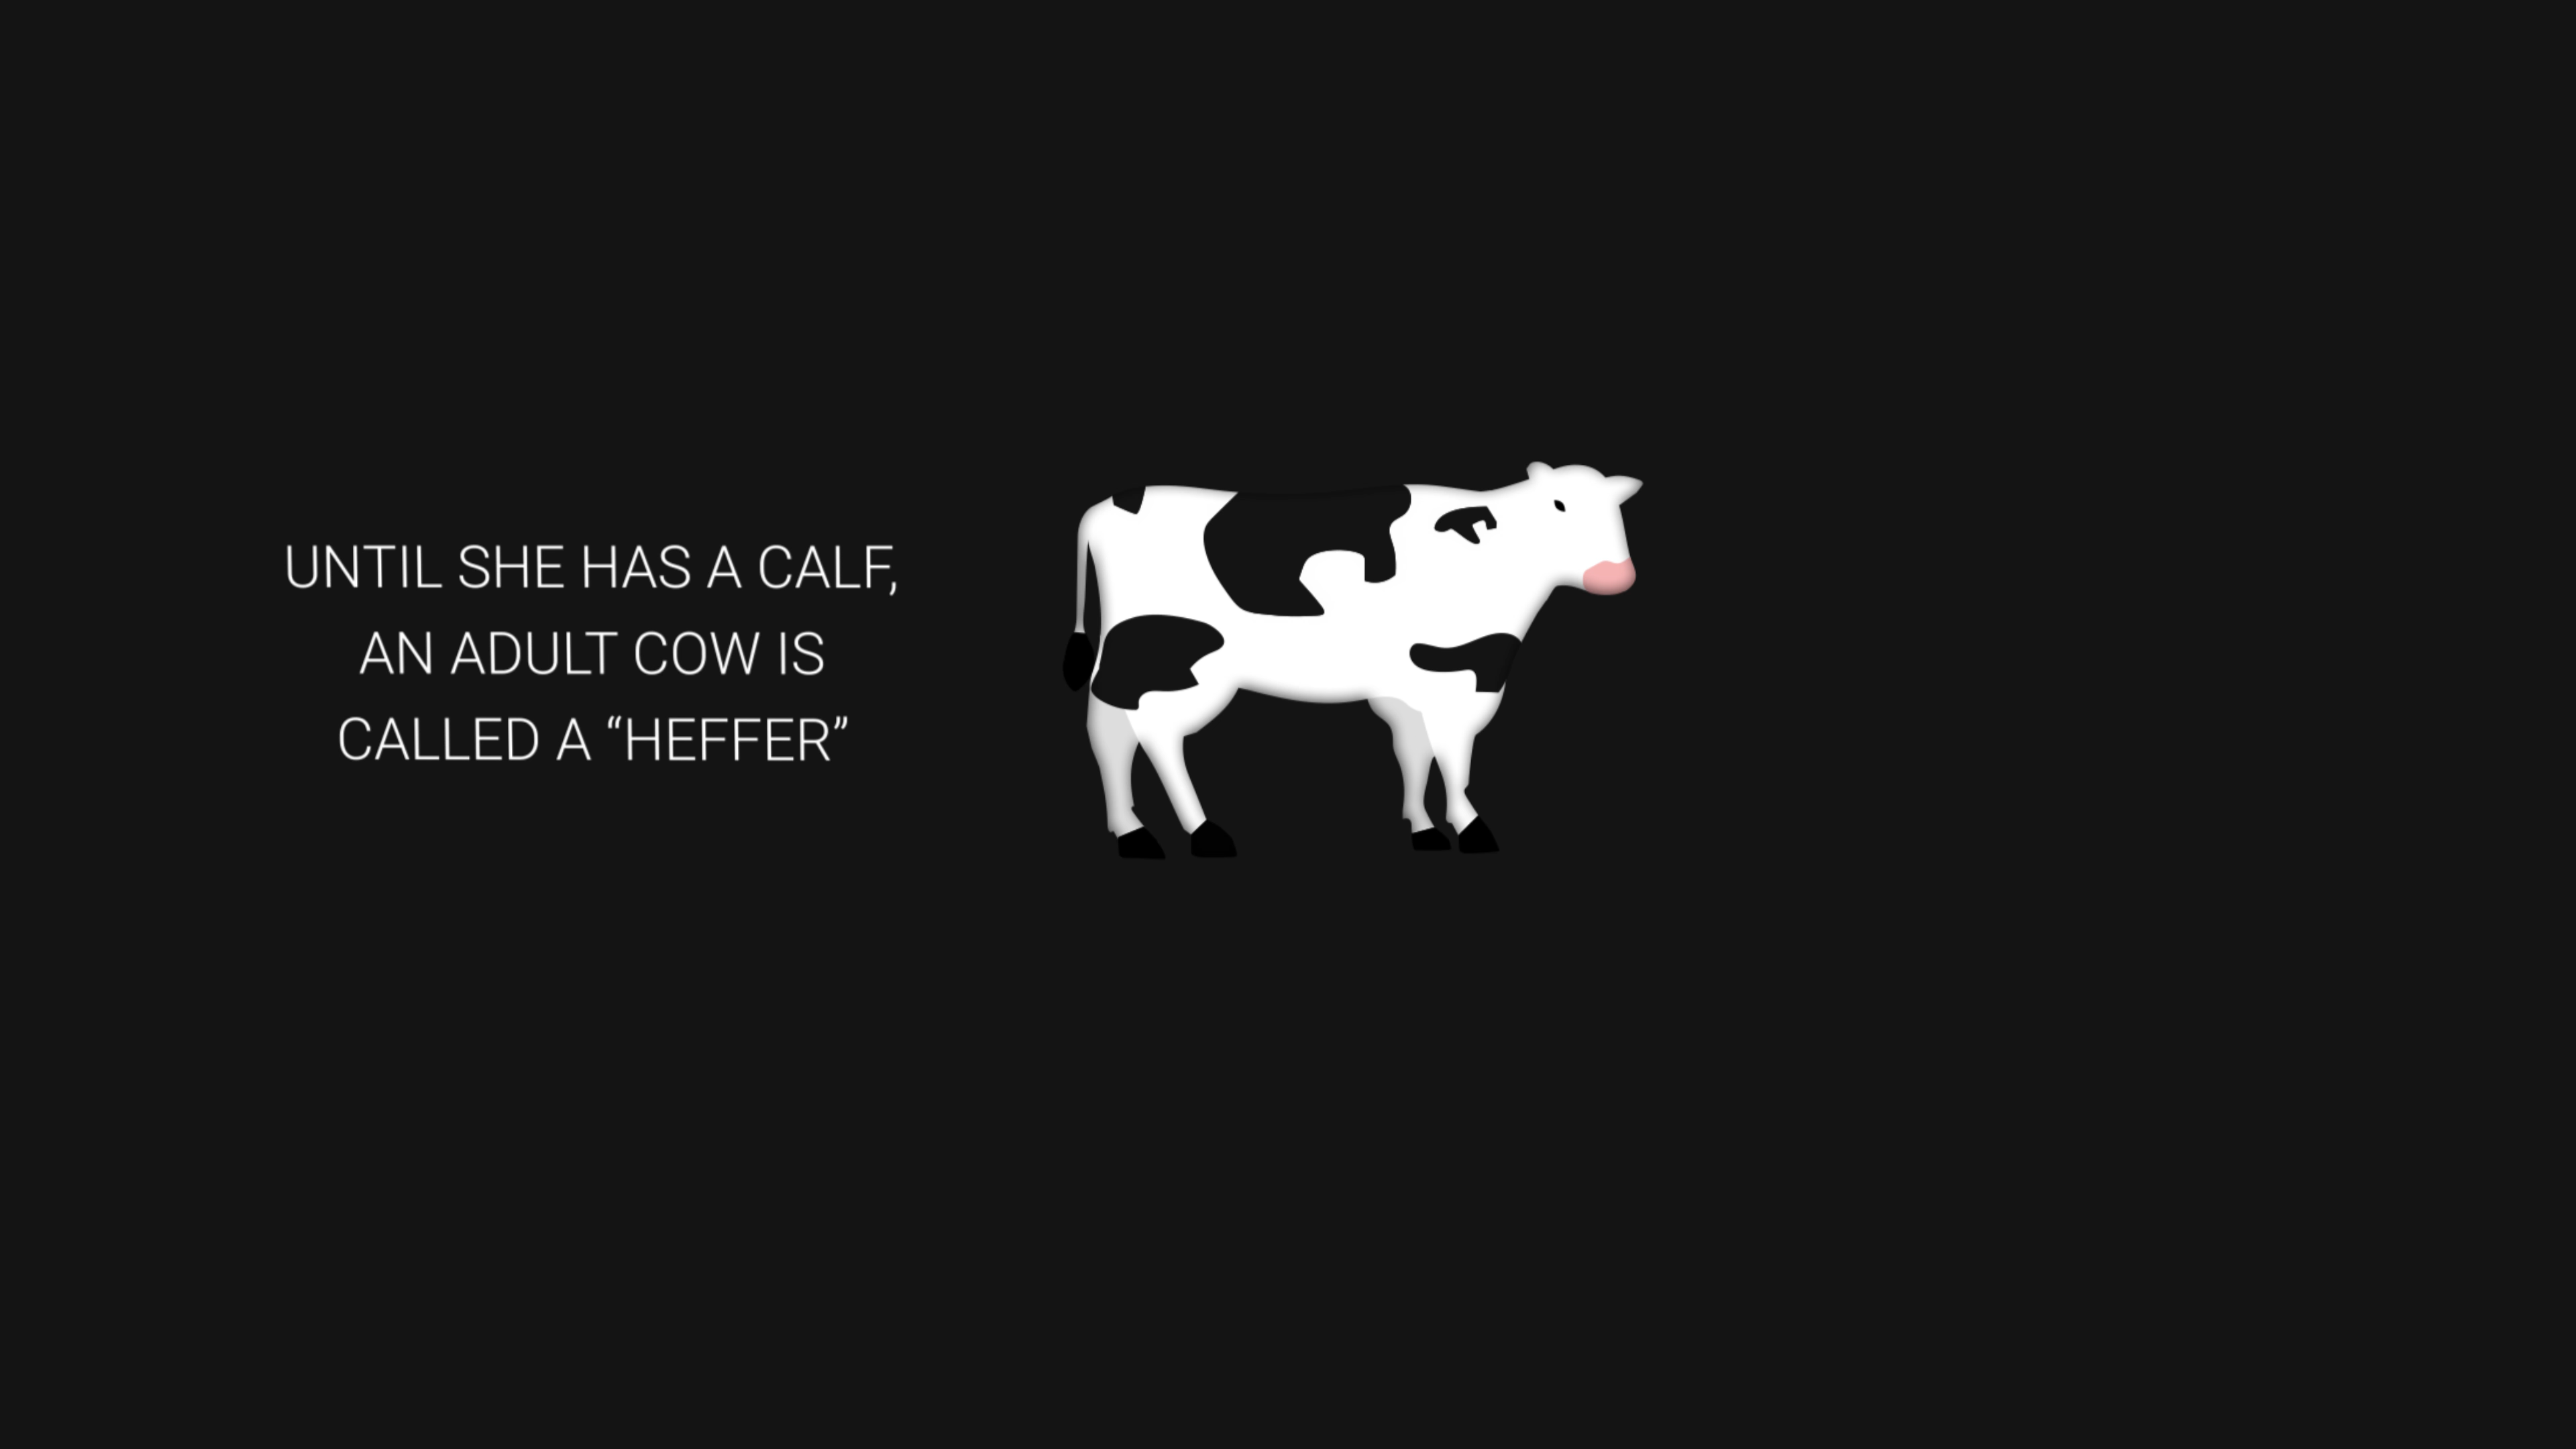 UNTIL SHE HAS A CALF,
AN ADULT COW IS
CALLED A “HEFFER”